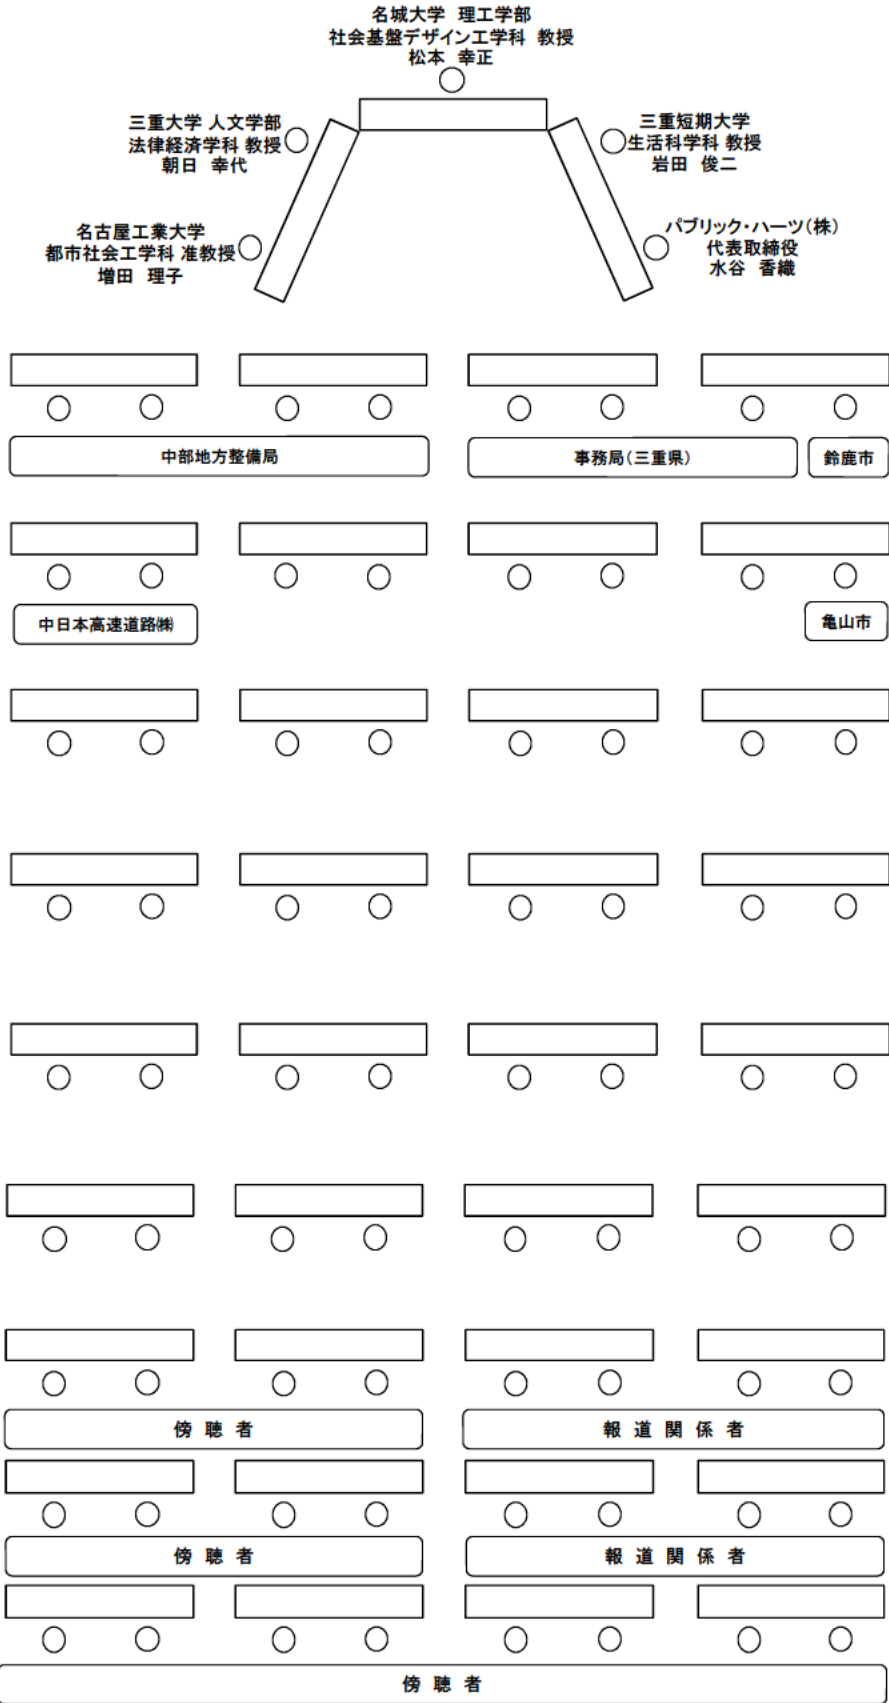 名城大学 理工学部
社会基盤デザイン工学科 教授
松本 幸正
三重大学 人文学部
法律経済学科 教授
朝日 幸代
三重短期大学
生活科学科 教授
岩田 俊二
名古屋工業大学
都市社会工学科 准教授
増田 理子
パブリック・ハーツ(株)
代表取締役
水谷 香織
中部地方整備局
事務局(三重県)
鈴鹿市
中日本高速道路㈱
亀山市
傍 聴 者
報 道 関 係 者
傍 聴 者
報 道 関 係 者
傍 聴 者